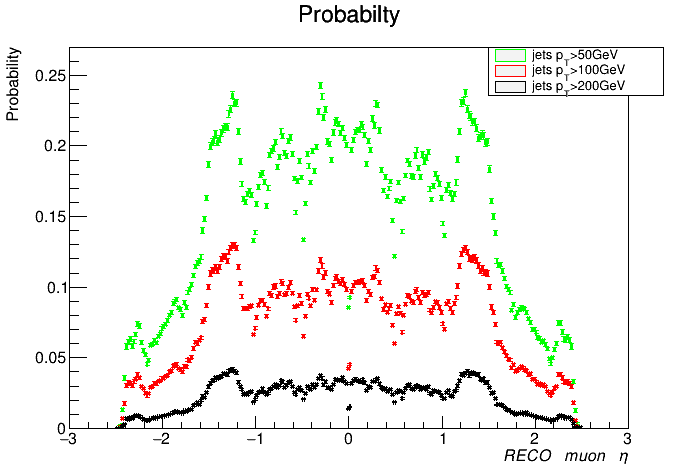 Probabilty
Probability
jets p_T>50GeV
jets p_T>100GeV
jets p_T>200GeV
0.25
0.2
0.15
0.1
0.05
0
−3 −2 −1 0 1 2 3
RECO muon η